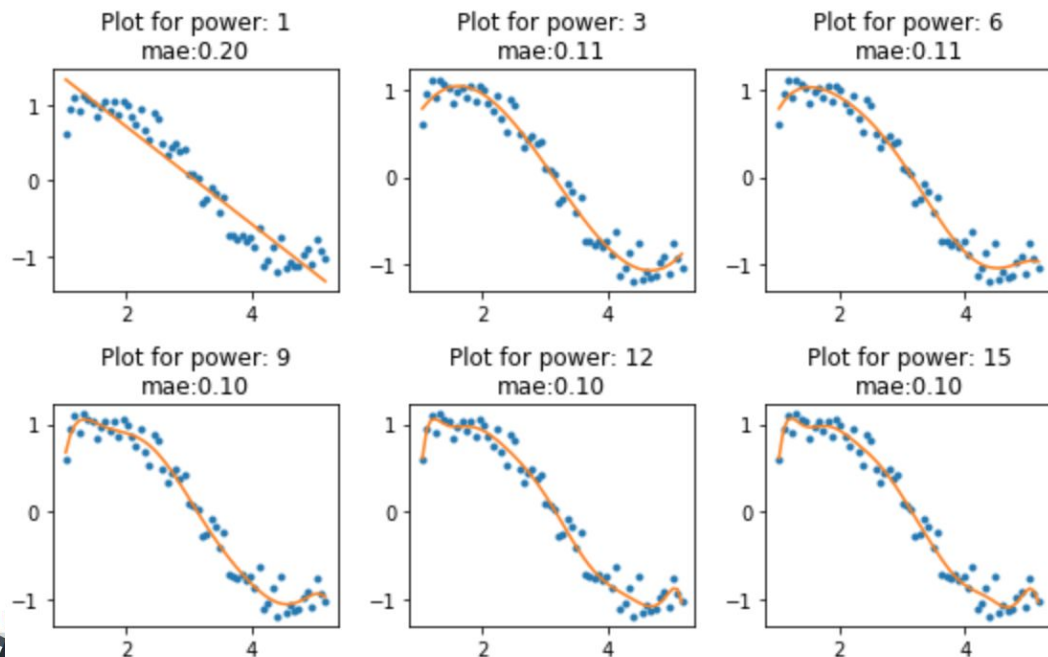 Plot for power: 1
mae:0.20
1
0
−1
2 4
Plot for power: 3
mae:0.11
1
0
−1
2 4
Plot for power: 6
mae:0.11
1
0
−1
2 4
Plot for power: 9
mae:0.10
1
0
−1
2 4
Plot for power: 12
mae:0.10
1
0
−1
2 4
Plot for power: 15
mae:0.10
1
0
−1
2 4